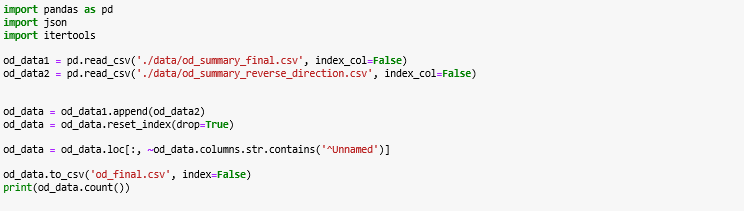 import pandas as pd
import json
import itertools
od_data1 = pd.read_csv('./data/od_summary_final.csv', index_col=False)
od_data2 = pd.read_csv('./data/od_summary_reverse_direction.csv', index_col=False)
od_data = od_data1.append(od_data2)
od_data = od_data.reset_index(drop=True)
od_data = od_data.loc[:, ~od_data.columns.str.contains('^Unnamed')]
od_data.to_csv('od_final.csv', index=False)
print(od_data.count())